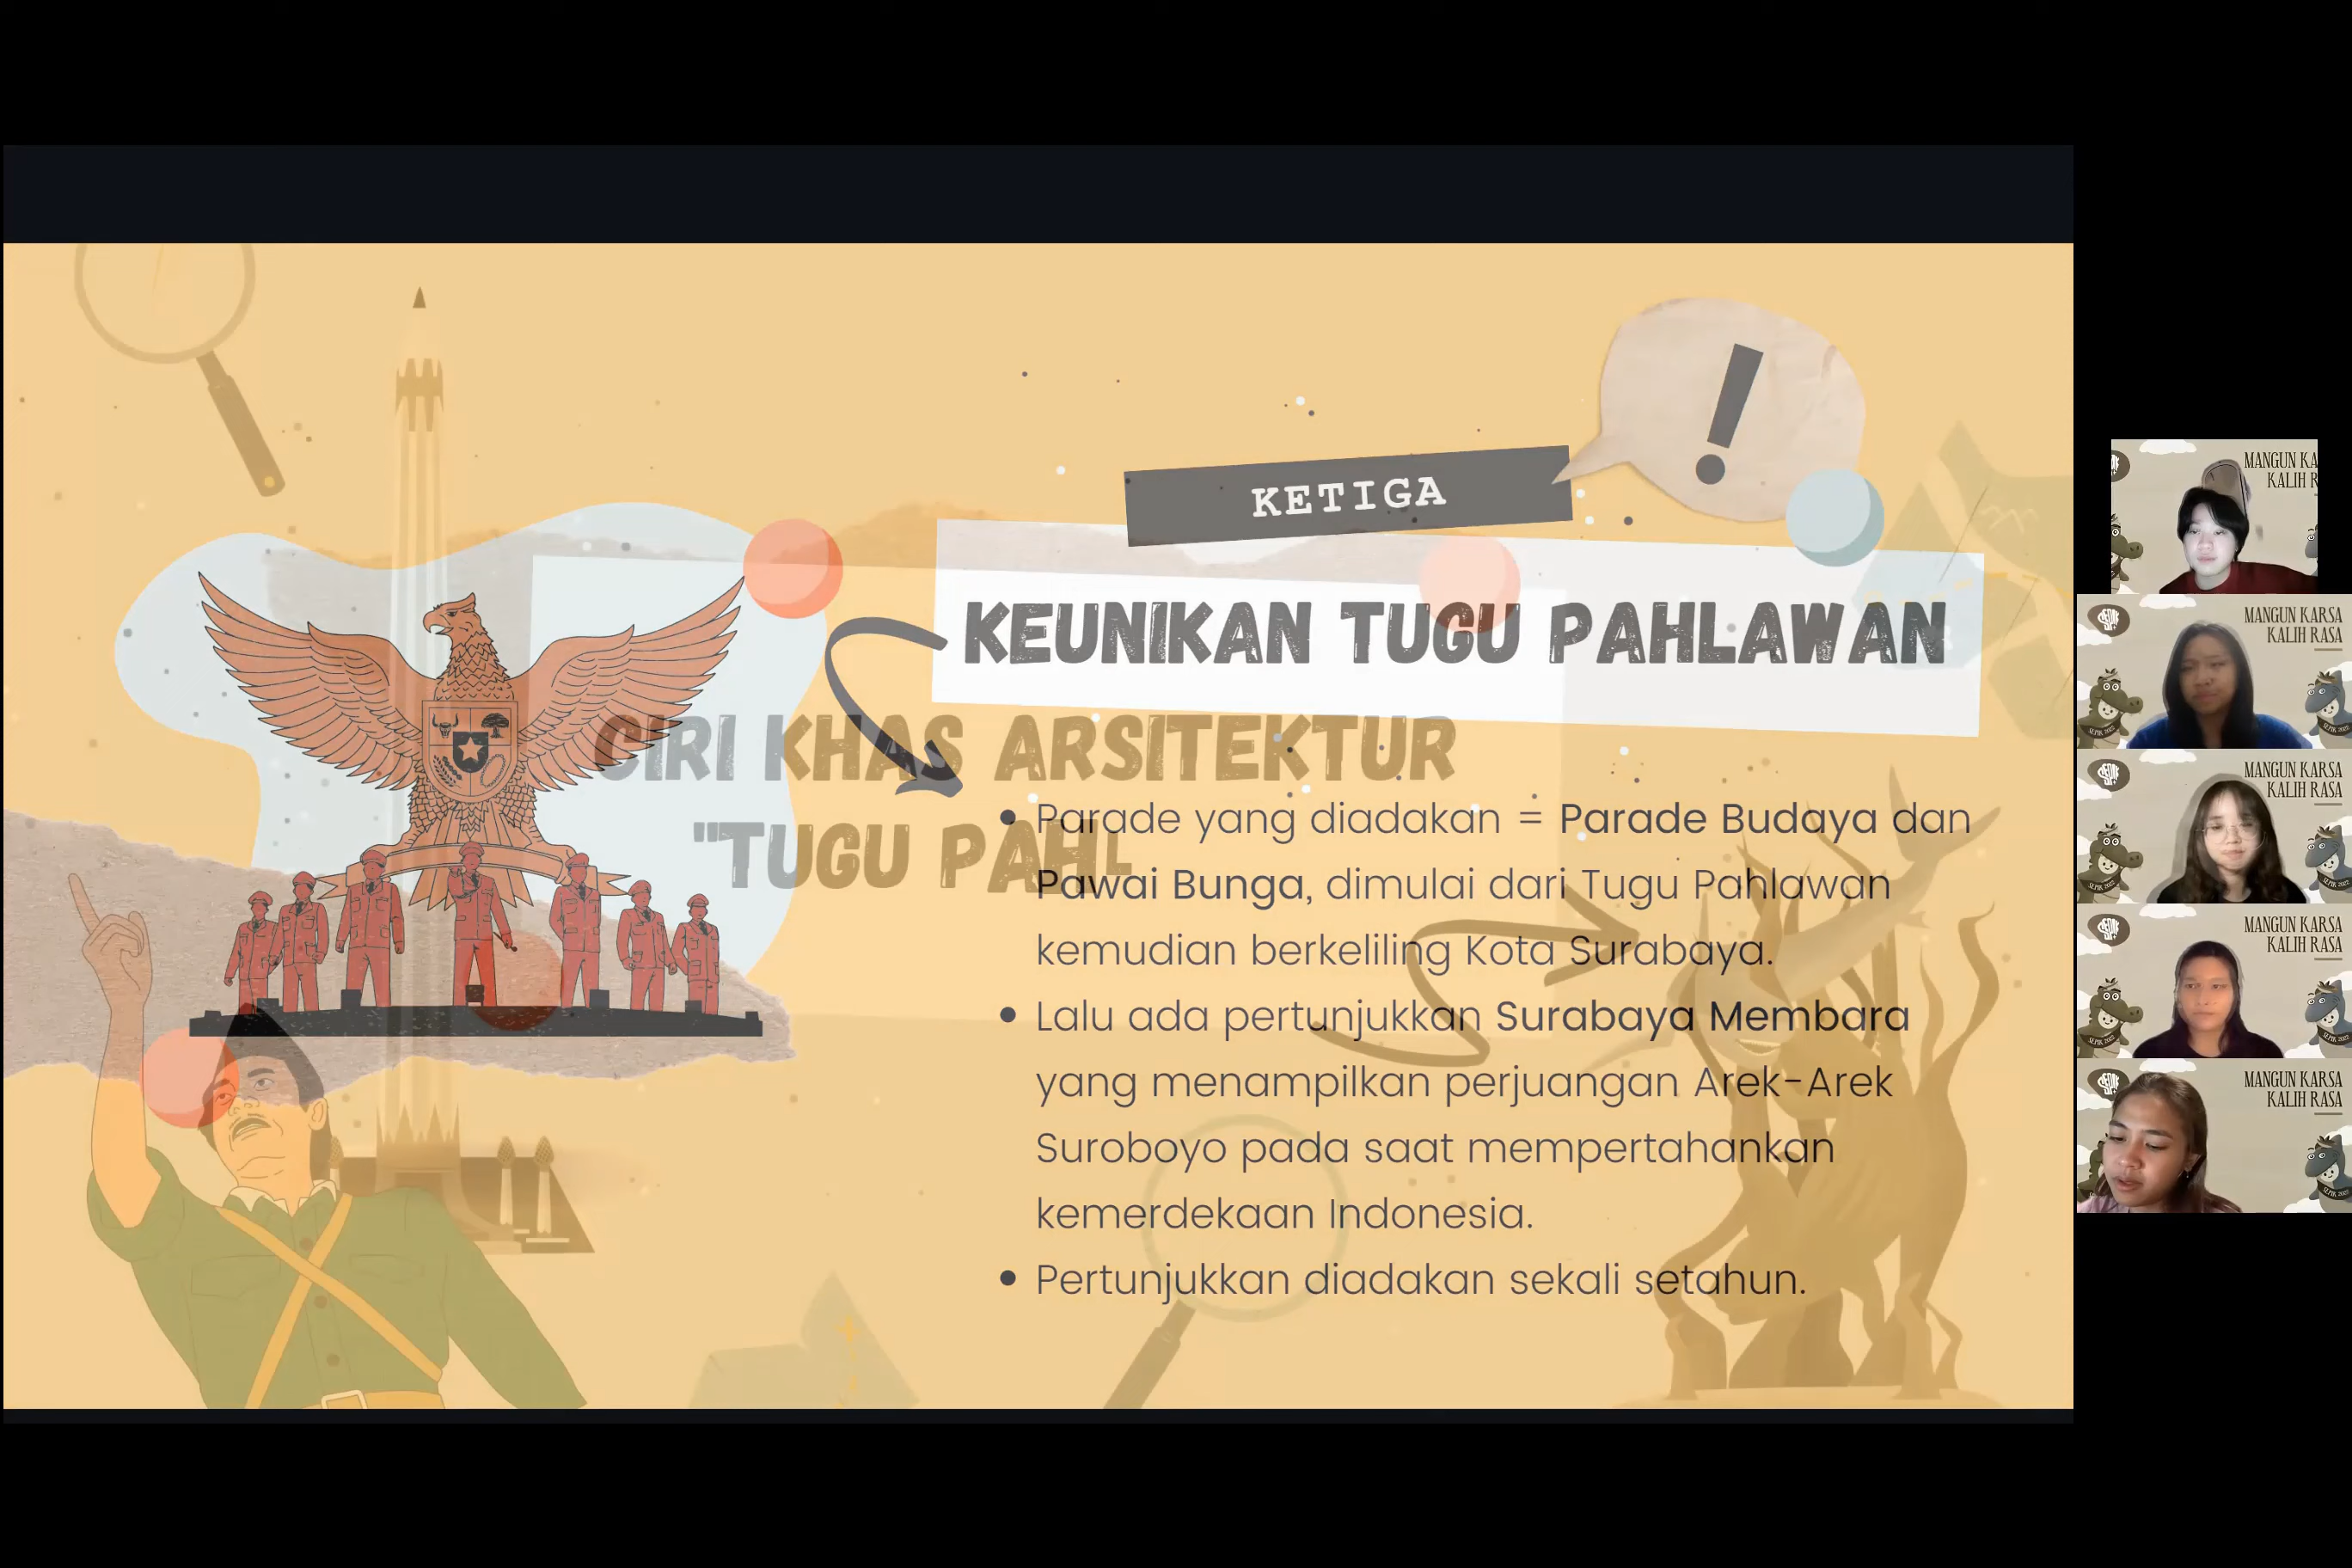 KETIGA
KEUNIKAN TUGU PAHLAWAN
CIRI KHAS ARSITEKTUR
"TUGU PAHL
• Parade yang diadakan = Parade Budaya dan
Pawai Bunga, dimulai dari Tugu Pahlawan
kemudian berkeliling Kota Surabaya.
• Lalu ada pertunjukkan Surabaya Membara
yang menampilkan perjuangan Arek-Arek
Suroboyo pada saat mempertahankan
kemerdekaan Indonesia.
• Pertunjukkan diadakan sekali setahun.
MANGUN KA
KALIH R
MANGUN KARSA
KALIH RASA
MANGUN KARSA
KALIH RASA
MANGUN KARSA
KALIH RASA
MANGUN KARSA
KALIH RASA